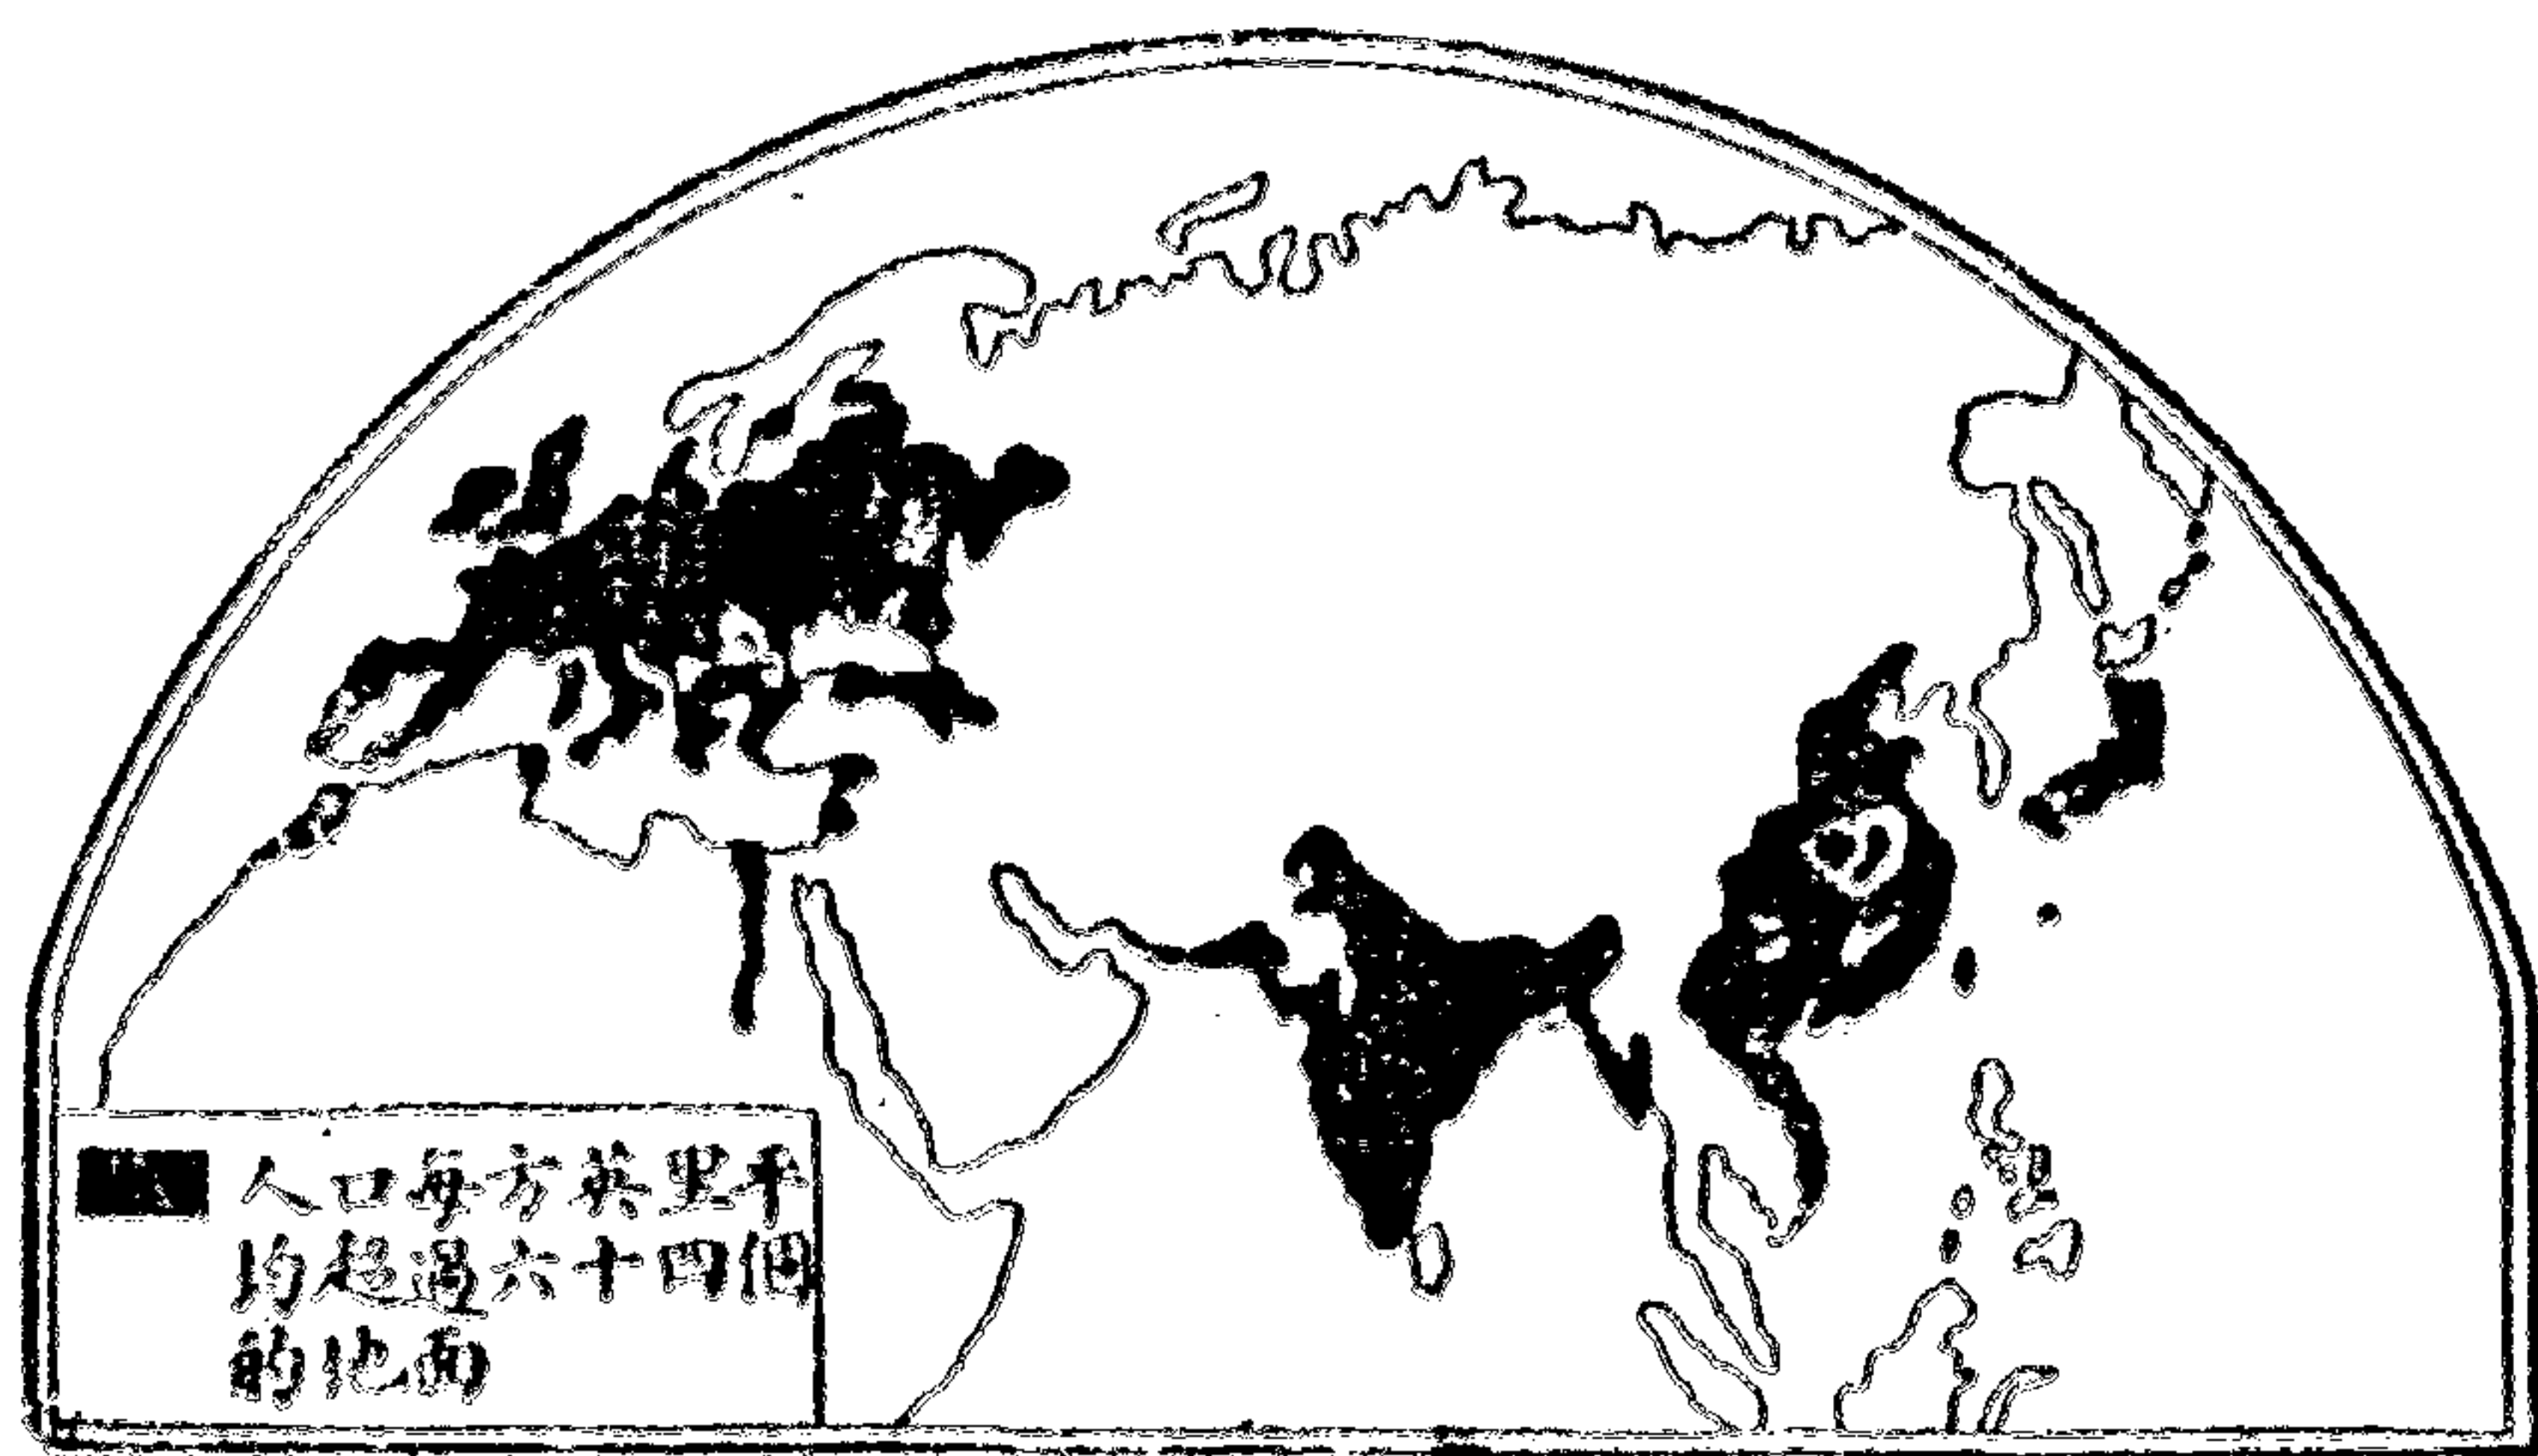 人口每方英里平
均超過六十四個
的地面